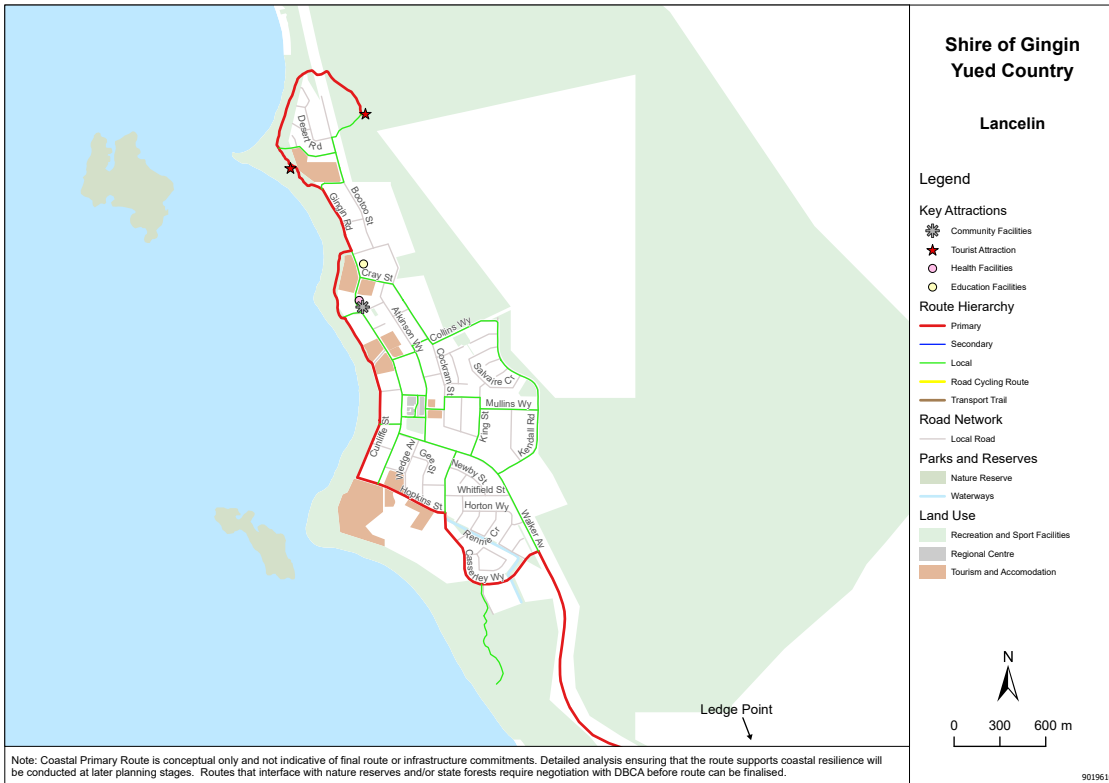 Shire of Gingin
Yued Country
Lancelin
Legend
Key Attractions
Community Facilities
Tourist Attraction
Health Facilities
Education Facilities
Route Hierarchy
Primary
Secondary
Local
Road Cycling Route
Transport Trail
Road Network
Local Road
Parks and Reserves
Nature Reserve
Waterways
Land Use
Recreation and Sport Facilities
Regional Centre
Tourism and Accomodation
N
0 300 600 m
9019610
Desert Rd
Bootoo St
Gingin Rd
Cray St
Atkinson Wy
Collins Wy
Cockram St
Salvaire Cr
Mullins Wy
King St
Kendall Rd
Cunliffe St
Wedge Av
Gee St
Newby St
Whitfield St
Hopkins St
Horton Wy
Walker Av
Rennie Cr
Casserley Wy
Ledge Point
Note: Coastal Primary Route is conceptual only and not indicative of final route or infrastructure commitments. Detailed analysis ensuring that the route supports coastal resilience will
be conducted at later planning stages. Routes that interface with nature reserves and/or state forests require negotiation with DBCA before route can be finalised.